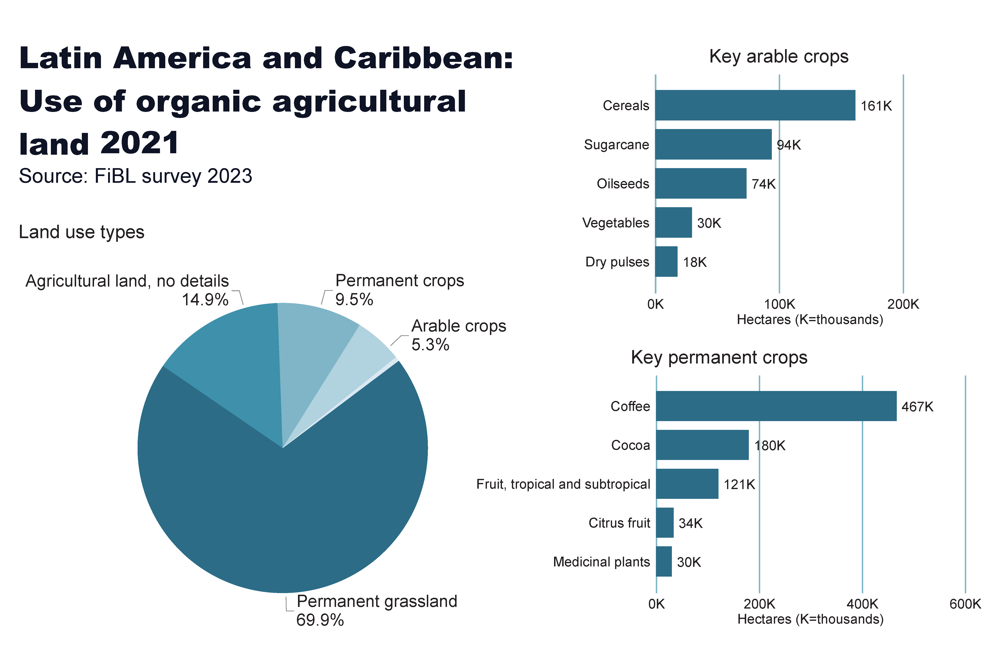 Latin America and Caribbean:
Use of organic agricultural
land 2021
Source: FiBL survey 2023
Land use types
Agricultural land, no details
14.9%
Permanent crops
9.5%
Arable crops
5.3%
Permanent grassland
69.9%
Key arable crops
Cereals 161K
Sugarcane 94K
Oilseeds 74K
Vegetables 30K
Dry pulses 18K
0K 100K 200K
Hectares (K=thousands)
Key permanent crops
Coffee 467K
Cocoa 180K
Fruit, tropical and subtropical 121K
Citrus fruit 34K
Medicinal plants 30K
0K 200K 400K 600K
Hectares (K=thousands)